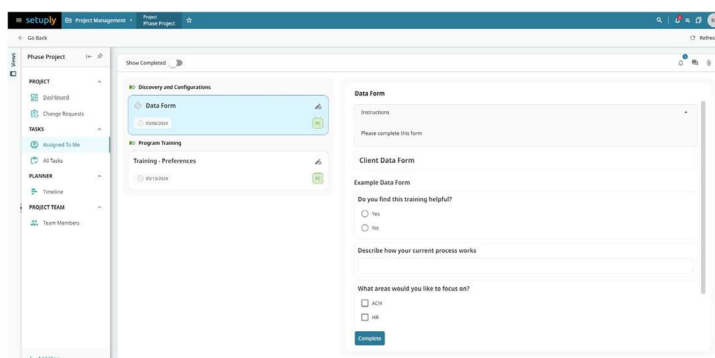 setuply
Project Management
Project
Phase Project
Go Back
Refres
Views
Phase Project
PROJECT
Dashboard
Change Requests
TASKS
Assigned To Me
All Tasks
PLANNER
Timeline
PROJECT TEAM
Team Members
Show Completed
Discovery and Configurations
Data Form
05/06/2024
Program Training
Training - Preferences
05/13/2024
Data Form
Instructions
Please complete this form
Client Data Form
Example Data Form
Do you find this training helpful?
Yes
No
Describe how your current process works
What areas would you like to focus on?
ACH
HR
Complete